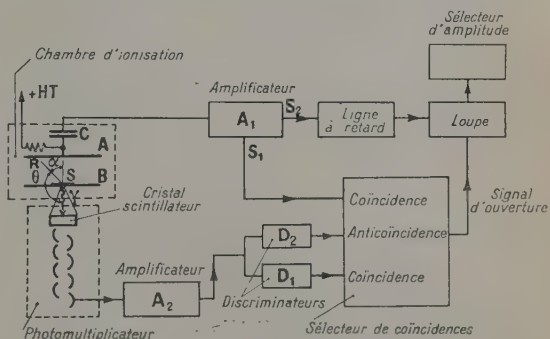 Sélecteur
d'amplitude
Chambre d'ionisation
+HT
Amplificateur
C
A
A₁
S₂
Ligne
à retard
Loupe
R
α
θ
S
B
S₁
Cristal
scintillateur
Signal
d'ouverture
Coïncidence
Amplificateur
D₂
Anticoïncidence
A₂
D₁
Coïncidence
Discriminateurs
Photomultiplicateur
Sélecteur de coïncidences